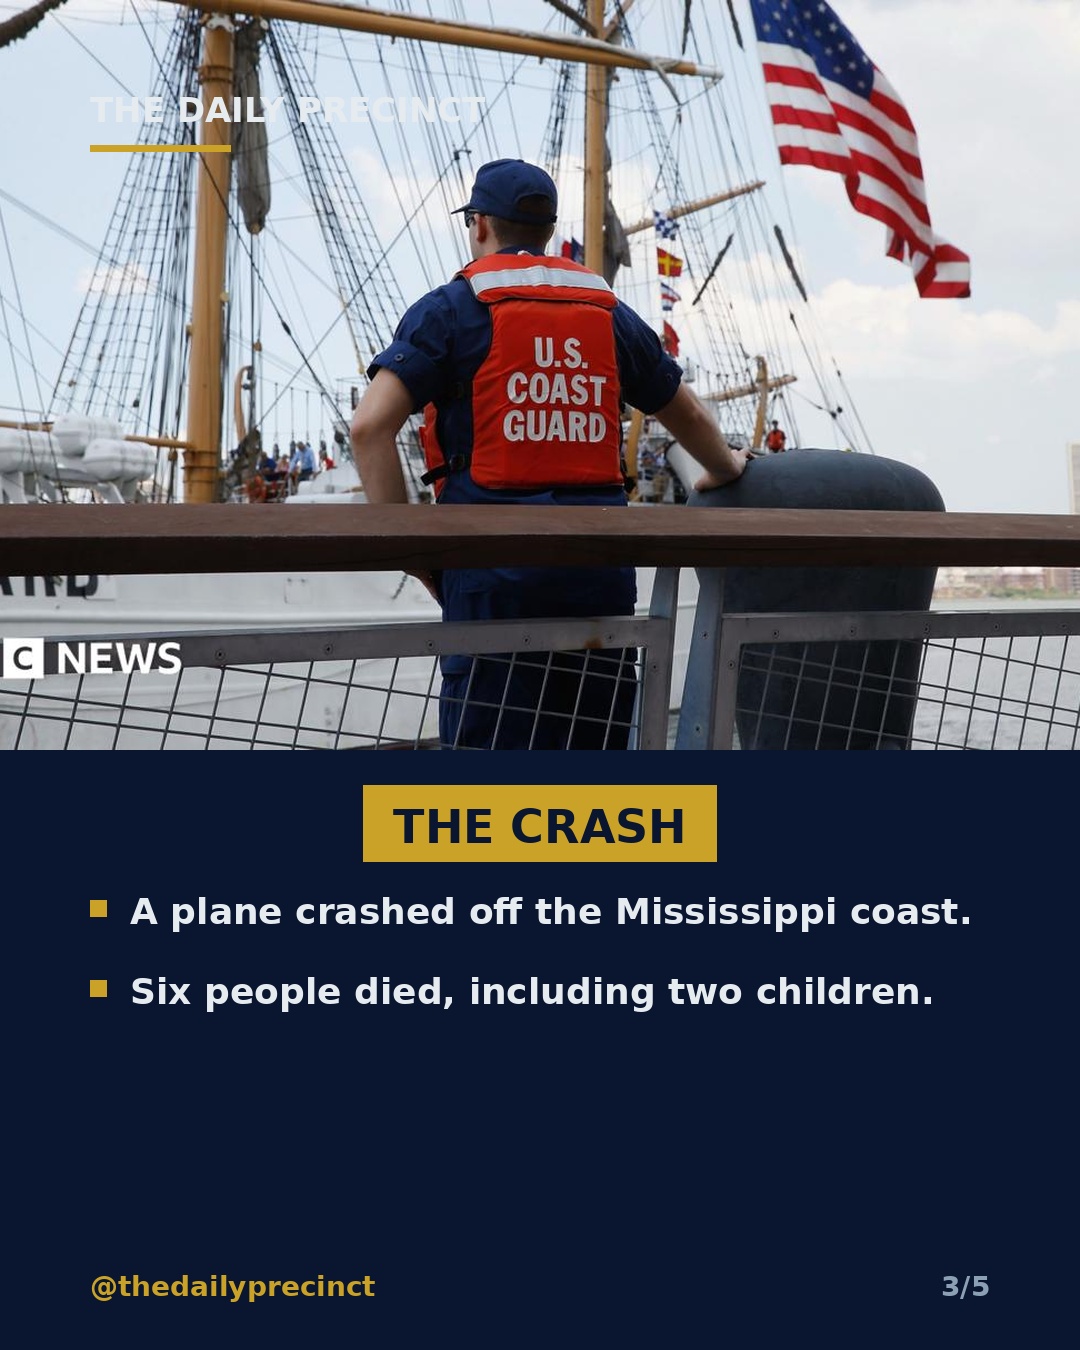 THE DAILY PRECINCT
U.S.
COAST
GUARD
ARD
C NEWS
THE CRASH
A plane crashed off the Mississippi coast.
Six people died, including two children.
@thedailyprecinct
3/5